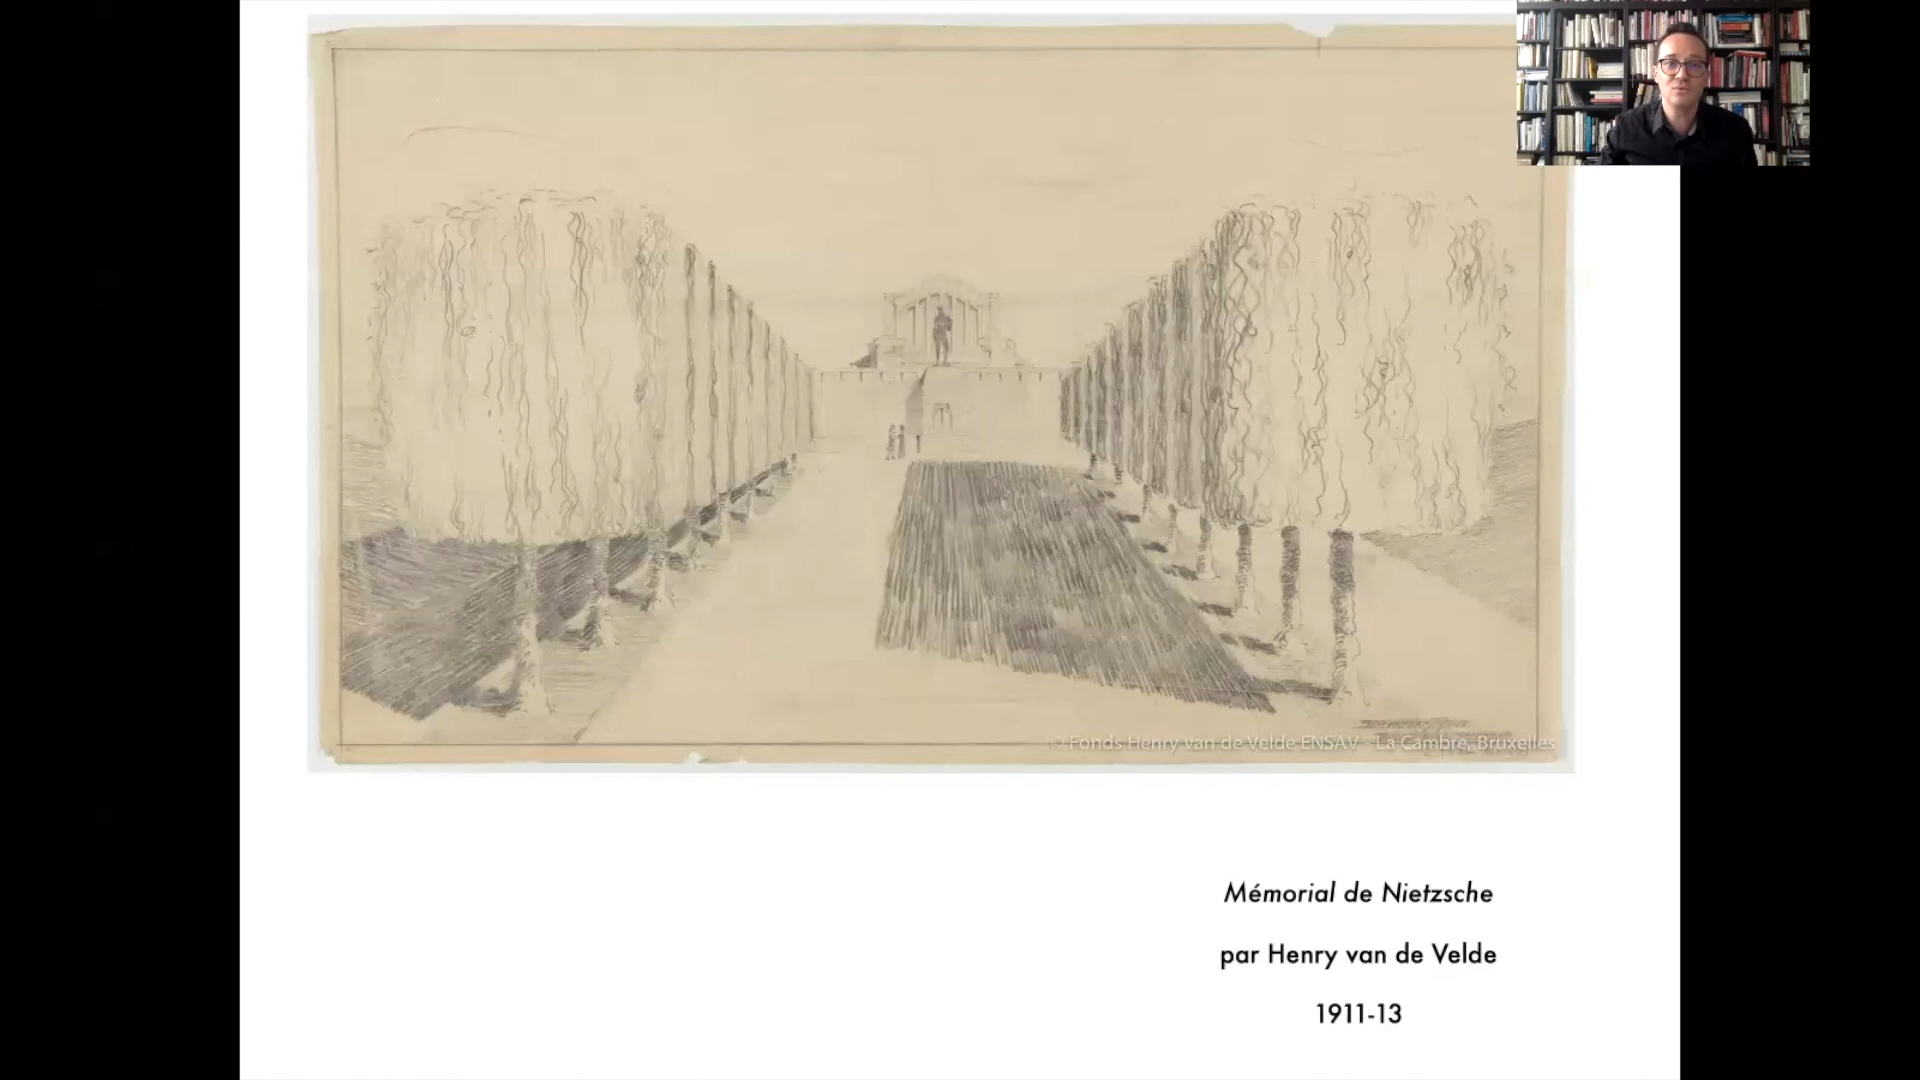 © Fonds Henry van de Velde ENSAV - La Cambre, Bruxelles
Mémorial de Nietzsche
par Henry van de Velde
1911-13